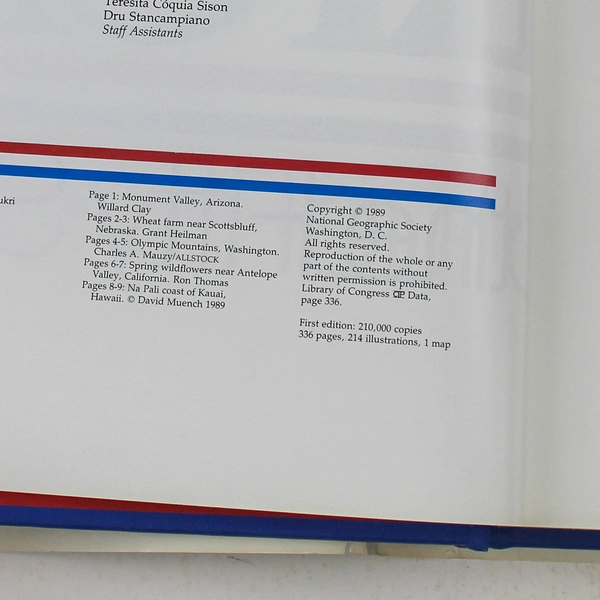 Teresita Cóquia Sison
Dru Stancampiano
Staff Assistants
ukri
Page 1: Monument Valley, Arizona.
Willard Clay
Pages 2-3: Wheat farm near Scottsbluff,
Nebraska. Grant Heilman
Pages 4-5: Olympic Mountains, Washington.
Charles A. Mauzy/ALLSTOCK
Pages 6-7: Spring wildflowers near Antelope
Valley, California. Ron Thomas
Pages 8-9: Na Pali coast of Kauai,
Hawaii. © David Muench 1989
Copyright © 1989
National Geographic Society
Washington, D. C.
All rights reserved.
Reproduction of the whole or any
part of the contents without
written permission is prohibited.
Library of Congress CIP Data,
page 336.
First edition: 210,000 copies
336 pages, 214 illustrations, 1 map